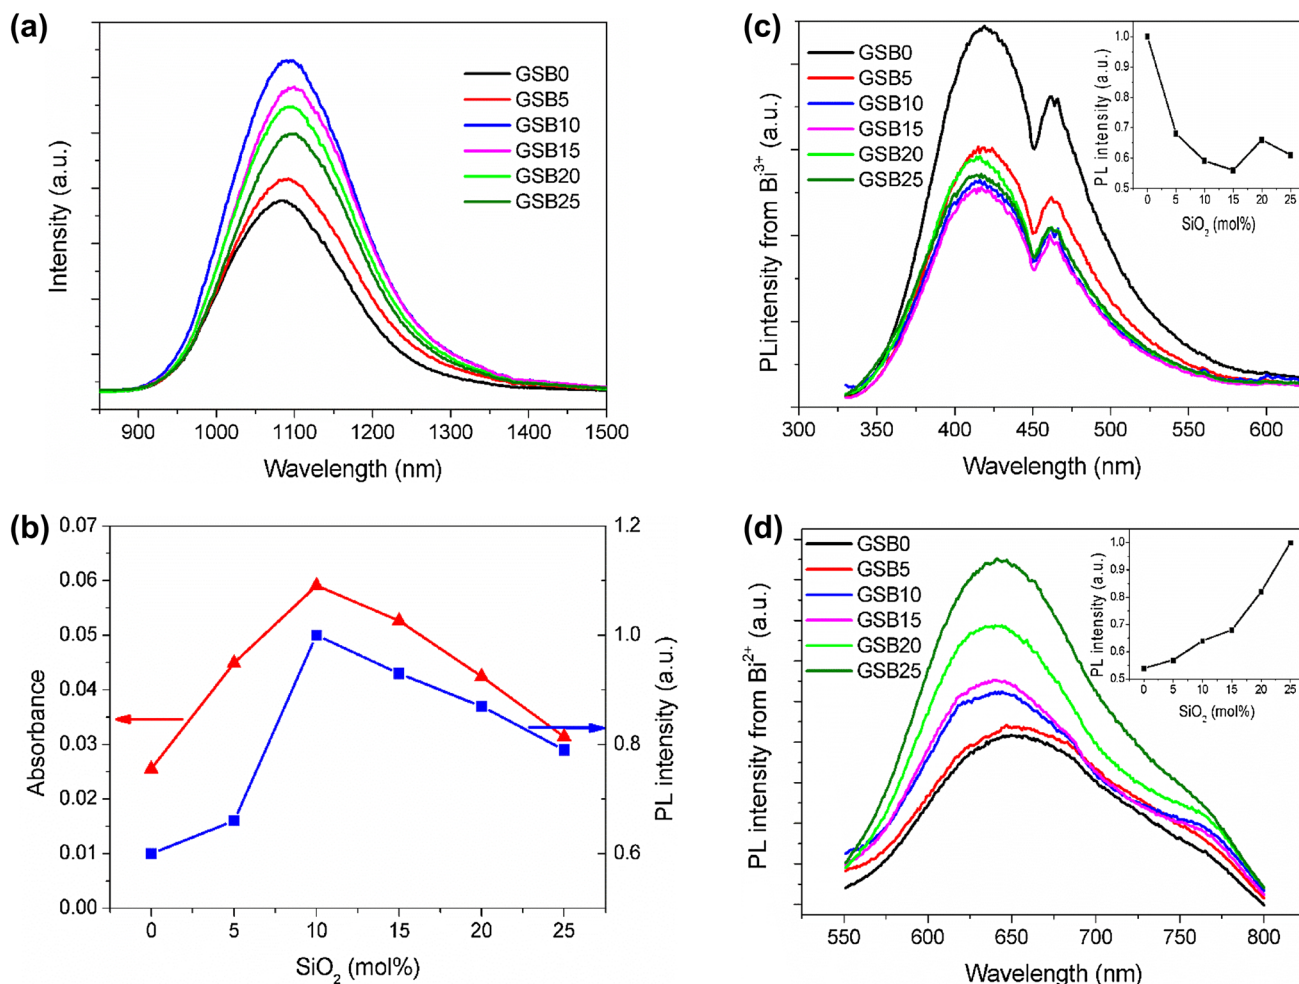 (a)
GSB0
GSB5
GSB10
GSB15
GSB20
GSB25
Intensity (a.u.)
900 1000 1100 1200 1300 1400 1500
Wavelength (nm)
(c)
GSB0
GSB5
GSB10
GSB15
GSB20
GSB25
PL intensity from Bi³⁺ (a.u.)
300 350 400 450 500 550 600
Wavelength (nm)
1.0
0.9
0.8
0.7
0.6
0.5
PL intensity (a.u.)
0 5 10 15 20 25
SiO₂ (mol%)
(b)
0.07
0.06
0.05
0.04
0.03
0.02
0.01
0.00
Absorbance
1.2
1.0
0.8
0.6
PL intensity (a.u.)
0 5 10 15 20 25
SiO₂ (mol%)
(d)
GSB0
GSB5
GSB10
GSB15
GSB20
GSB25
PL intensity from Bi²⁺ (a.u.)
550 600 650 700 750 800
Wavelength (nm)
1.0
0.9
0.8
0.7
0.6
0.5
PL intensity (a.u.)
0 5 10 15 20 25
SiO₂ (mol%)